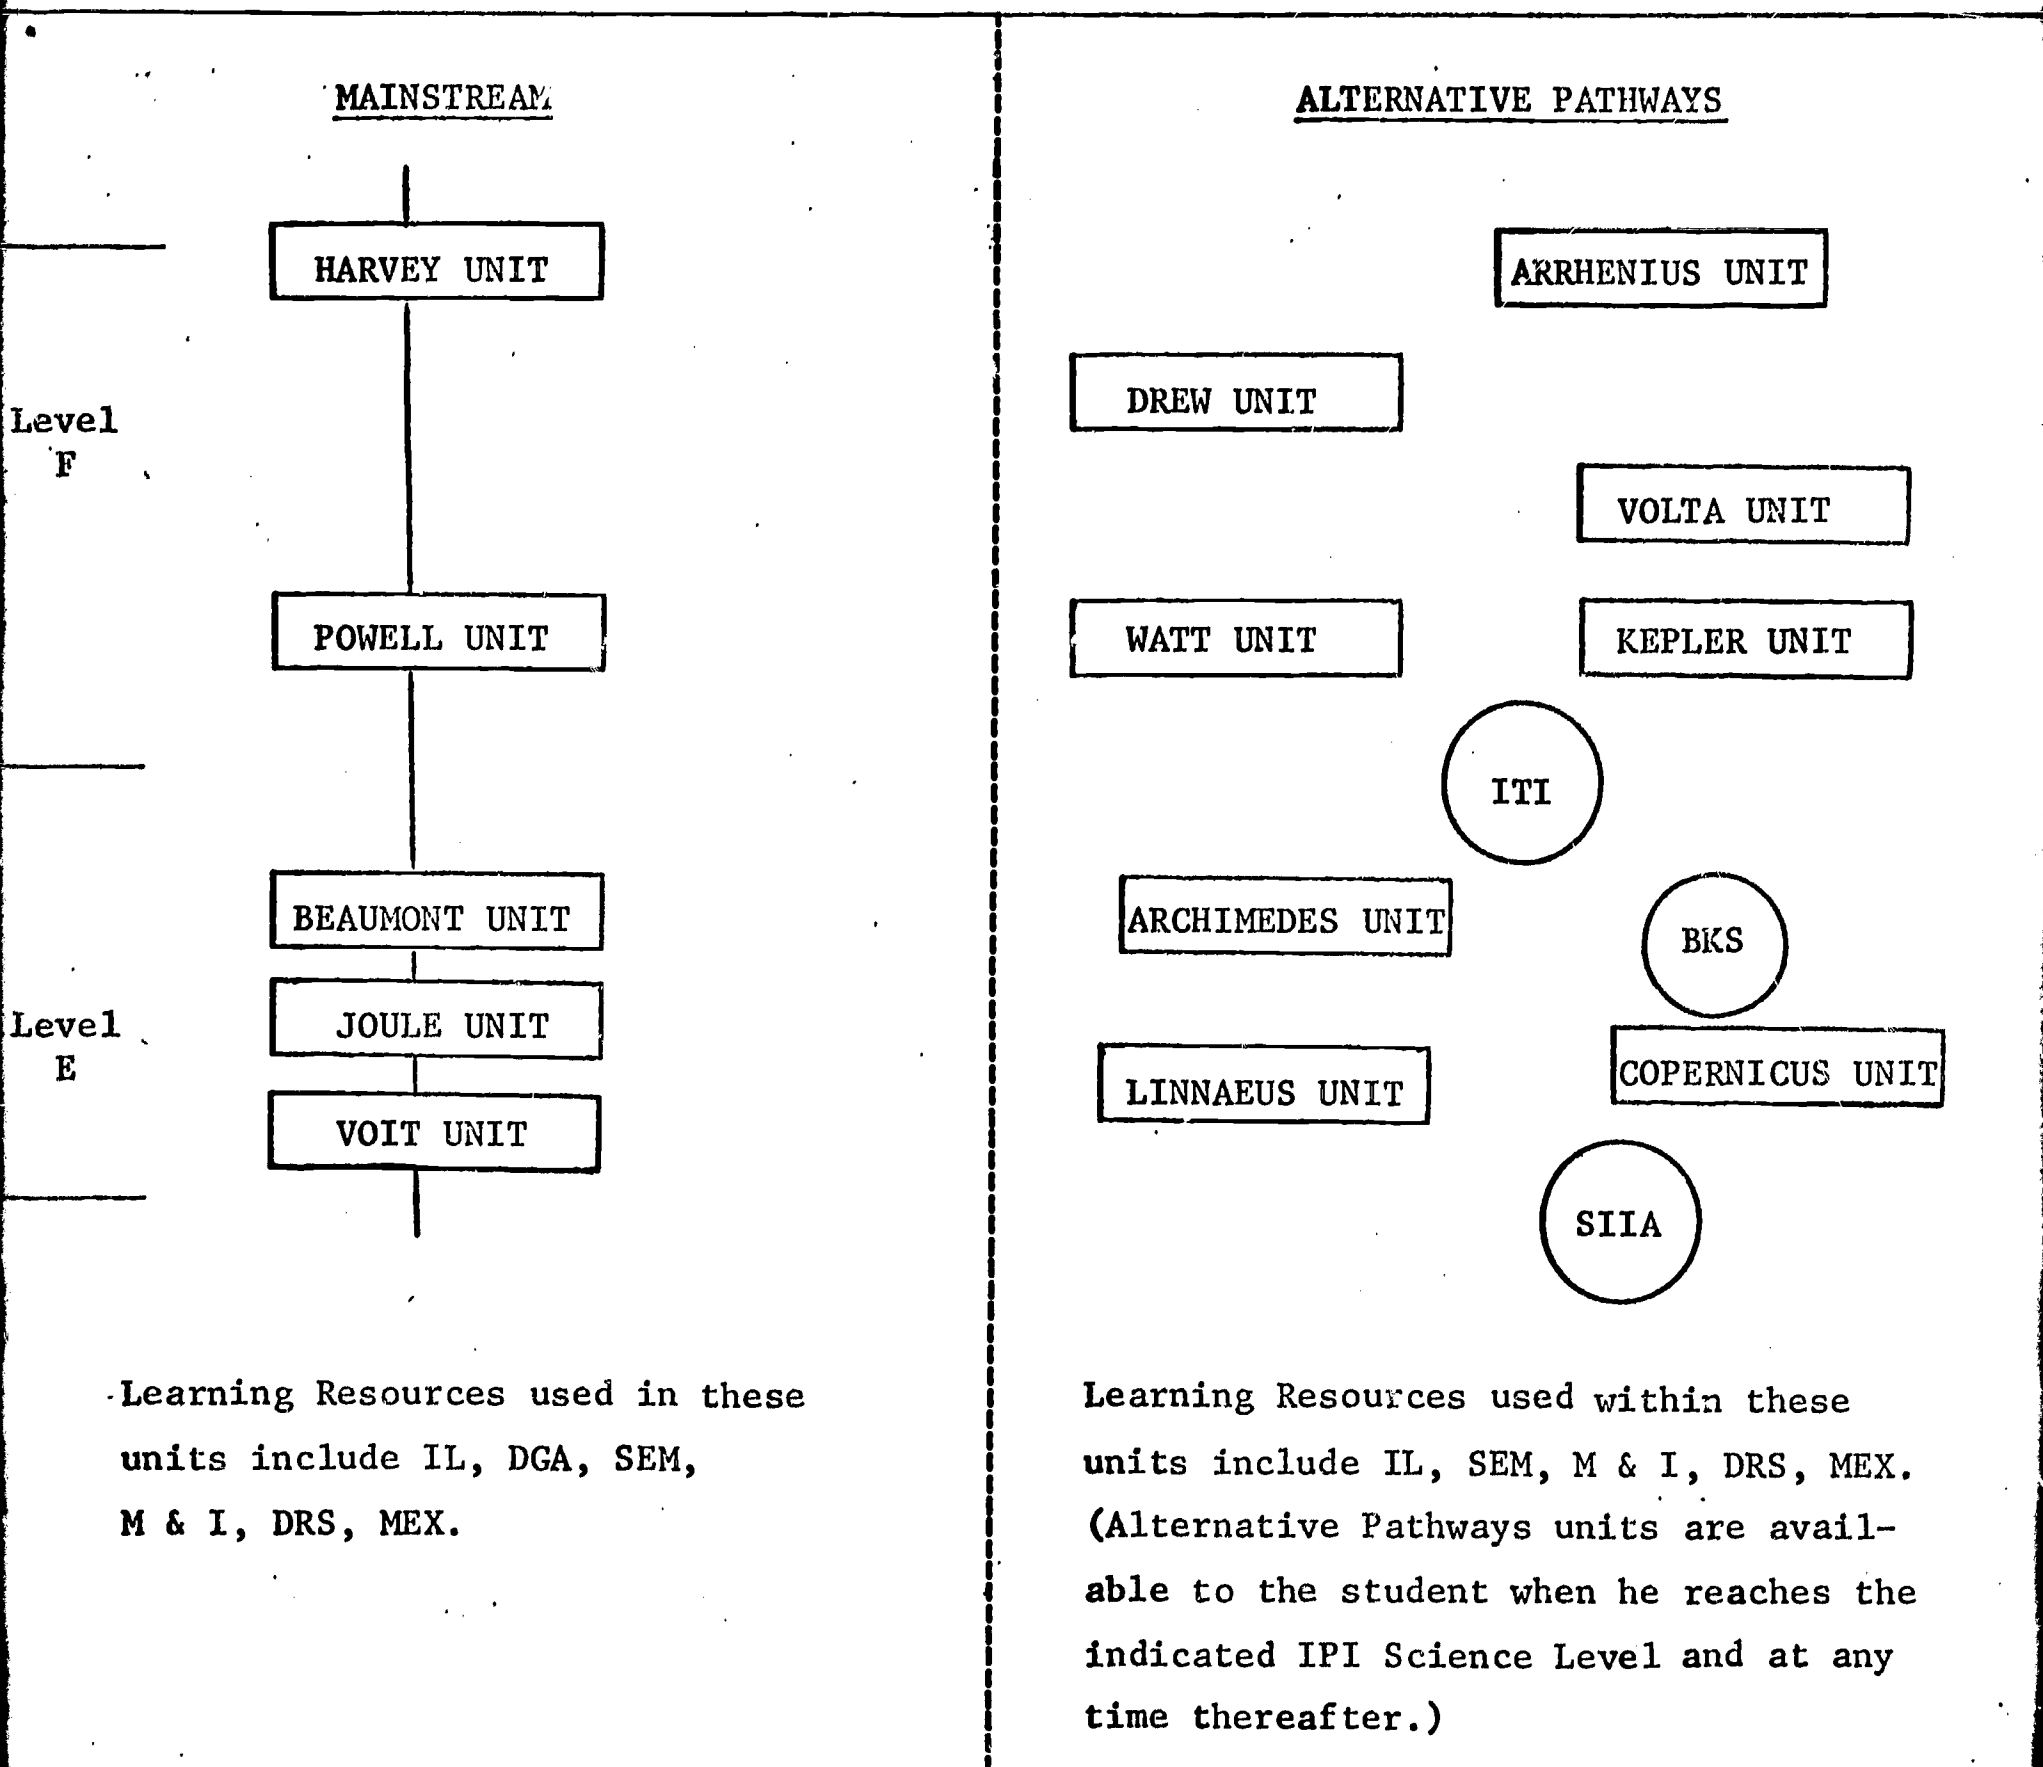 MAINSTREAM
HARVEY UNIT
Level
F
POWELL UNIT
BEAUMONT UNIT
JOULE UNIT
Level
E
VOIT UNIT
Learning Resources used in these
units include IL, DGA, SEM,
M & I, DRS, MEX.
ALTERNATIVE PATHWAYS
ARRHENIUS UNIT
DREW UNIT
VOLTA UNIT
WATT UNIT
KEPLER UNIT
ITI
ARCHIMEDES UNIT
BKS
COPERNICUS UNIT
LINNAEUS UNIT
SIIA
Learning Resources used within these
units include IL, SEM, M & I, DRS, MEX.
(Alternative Pathways units are avail-
able to the student when he reaches the
indicated IPI Science Level and at any
time thereafter.)